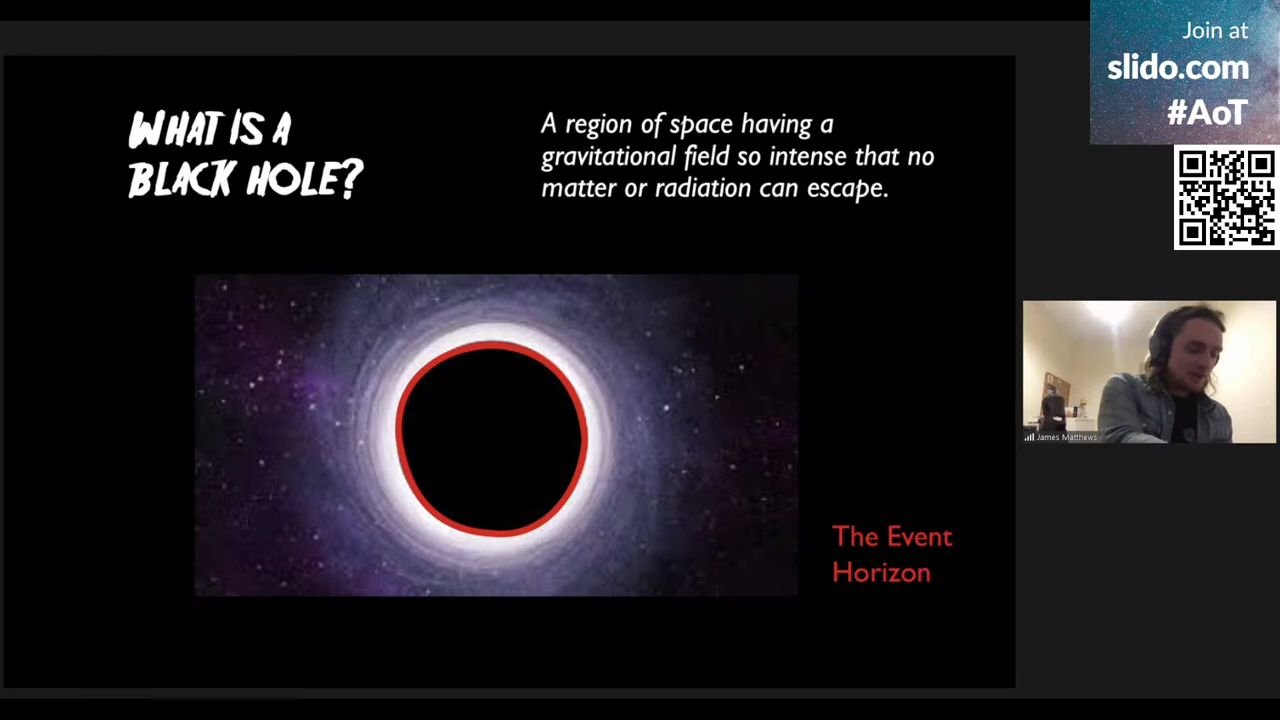 WHAT IS A
BLACK HOLE?
A region of space having a
gravitational field so intense that no
matter or radiation can escape.
The Event
Horizon
Join at
slido.com
#AoT
James Matthews